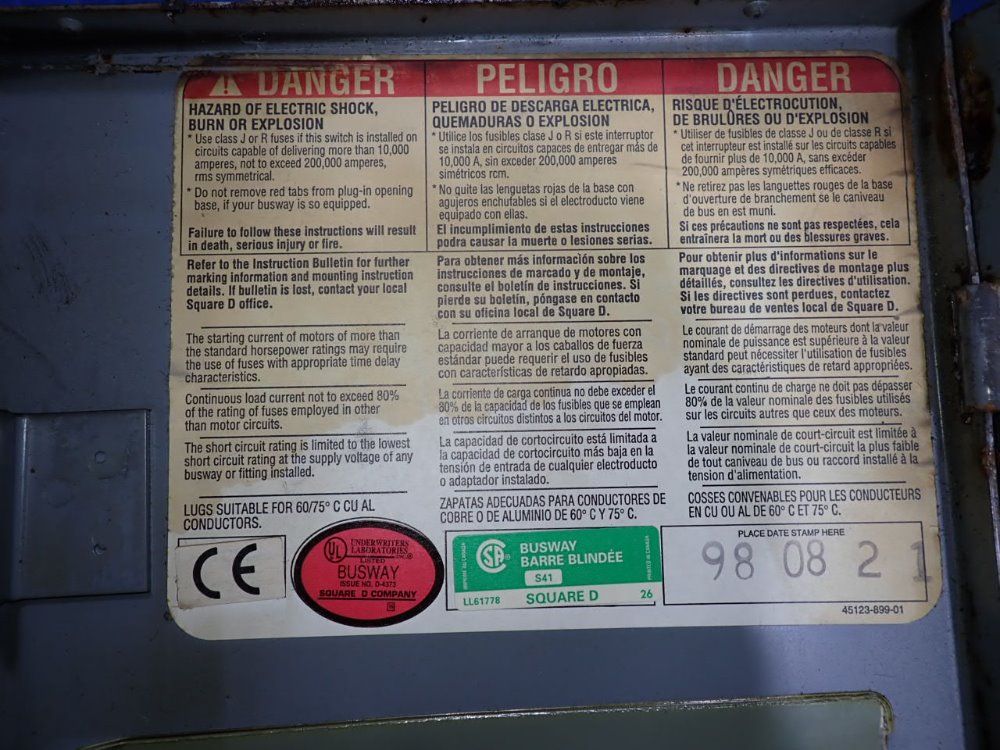 DANGER
HAZARD OF ELECTRIC SHOCK,
BURN OR EXPLOSION
* Use class J or R fuses if this switch is installed on
circuits capable of delivering more than 10,000
amperes, not to exceed 200,000 amperes,
rms symmetrical.
* Do not remove red tabs from plug-in opening
base, if your busway is so equipped.
Failure to follow these instructions will result
in death, serious injury or fire.
Refer to the Instruction Bulletin for further
marking information and mounting instruction
details. If bulletin is lost, contact your local
Square D office.
The starting current of motors of more than
the standard horsepower ratings may require
the use of fuses with appropriate time delay
characteristics.
Continuous load current not to exceed 80%
of the rating of fuses employed in other
than motor circuits.
The short circuit rating is limited to the lowest
short circuit rating at the supply voltage of any
busway or fitting installed.
LUGS SUITABLE FOR 60/75° C CU AL
CONDUCTORS.
PELIGRO
PELIGRO DE DESCARGA ELECTRICA,
QUEMADURAS O EXPLOSION
* Utilice los fusibles clase J o R si este interruptor
se instala en circuitos capaces de entregar más de
10,000 A, sin exceder 200,000 amperes
simétricos rcm.
* No quite las lenguetas rojas de la base con
agujeros enchufables si el electroducto viene
equipado con ellas.
El incumplimiento de estas instrucciones
podra causar la muerte o lesiones serias.
Para obtener más información sobre los
instrucciones de marcado y de montaje,
consulte el boletín de instrucciones. Si
pierde su boletín, póngase en contacto
con su oficina local de Square D.
La corriente de arranque de motores con
capacidad mayor a los caballos de fuerza
estándar puede requerir el uso de fusibles
con características de retardo apropiadas.
La corriente de carga continua no debe exceder el
80% de la capacidad de los fusibles que se emplean
en otros circuitos distintos a los circuitos del motor.
La capacidad de cortocircuito está limitada a
la capacidad de cortocircuito más baja en la
tensión de entrada de cualquier electroducto
o adaptador instalado.
ZAPATAS ADECUADAS PARA CONDUCTORES DE
COBRE O DE ALUMINIO DE 60° C Y 75° C.
DANGER
RISQUE D'ÉLECTROCUTION,
DE BRULÛRES OU D'EXPLOSION
* Utiliser de fusibles de classe J ou de classe R si
cet interrupteur est installé sur les circuits capables
de fournir plus de 10,000 A, sans excéder
200,000 ampères symétriques efficaces.
* Ne retirez pas les languettes rouges de la base
d'ouverture de branchement se le caniveau
de bus en est muni.
Si ces précautions ne sont pas respectées, cela
entraînera la mort ou des blessures graves.
Pour obtenir plus d'informations sur le
marquage et des directives de montage plus
détaillés, consultez les directives d'utilisation.
Si les directives sont perdues, contactez
votre bureau de ventes local de Square D.
Le courant de démarrage des moteurs dont la valeur
nominale de puissance est supérieure à la valeur
standard peut nécessiter l'utilisation de fusibles
ayant des caractéristiques de retard appropriées.
Le courant continu de charge ne doit pas dépasser
80% de la valeur nominale des fusibles utilisés
sur les circuits autres que ceux des moteurs.
La valeur nominale de court-circuit est limitée à
la valeur nominale de court-circuit la plus faible
de tout caniveau de bus ou raccord installé à la
tension d'alimentation.
COSSES CONVENABLES POUR LES CONDUCTEURS
EN CU OU AL DE 60° C ET 75° C.
CE
UL
UNDERWRITERS
LABORATORIES
INC.®
LISTED
BUSWAY
ISSUE NO. D-4373
SQUARE D COMPANY
IMPRIMÉ AU CANADA
SA®
BUSWAY
BARRE BLINDÉE
S41
LL61778 SQUARE D 26
PRINTED IN CANADA
PLACE DATE STAMP HERE
98 08 21
45123-899-01